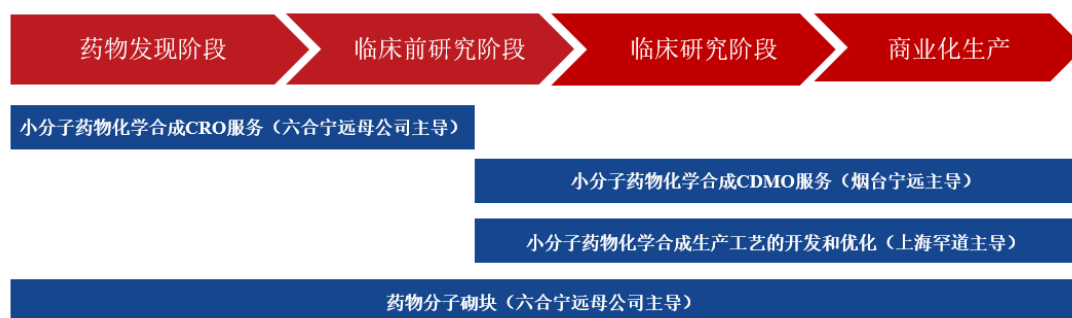 药物发现阶段
临床前研究阶段
临床研究阶段
商业化生产
小分子药物化学合成CRO服务（六合宁远母公司主导）
小分子药物化学合成CDMO服务（烟台宁远主导）
小分子药物化学合成生产工艺的开发和优化（上海罕道主导）
药物分子砌块（六合宁远母公司主导）